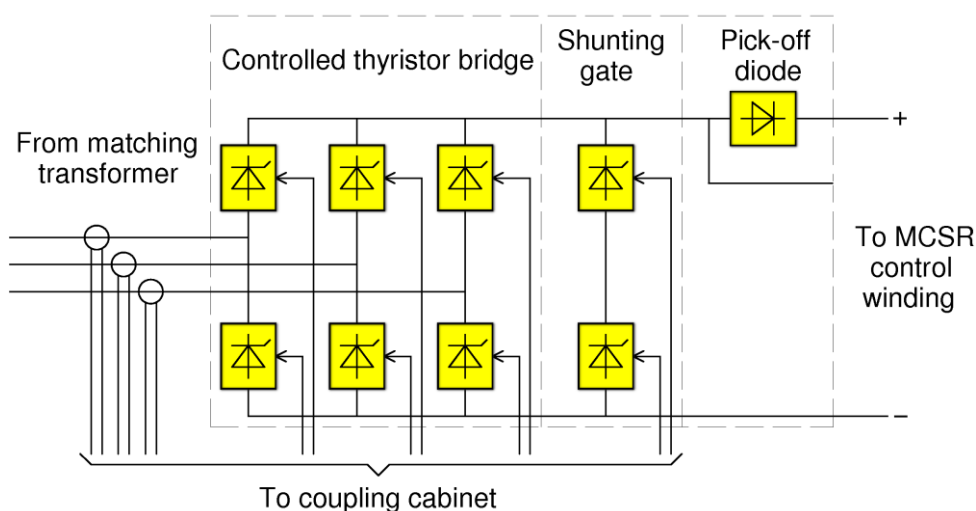 Controlled thyristor bridge
Shunting
gate
Pick-off
diode
From matching
transformer
+
To MCSR
control
winding
–
To coupling cabinet